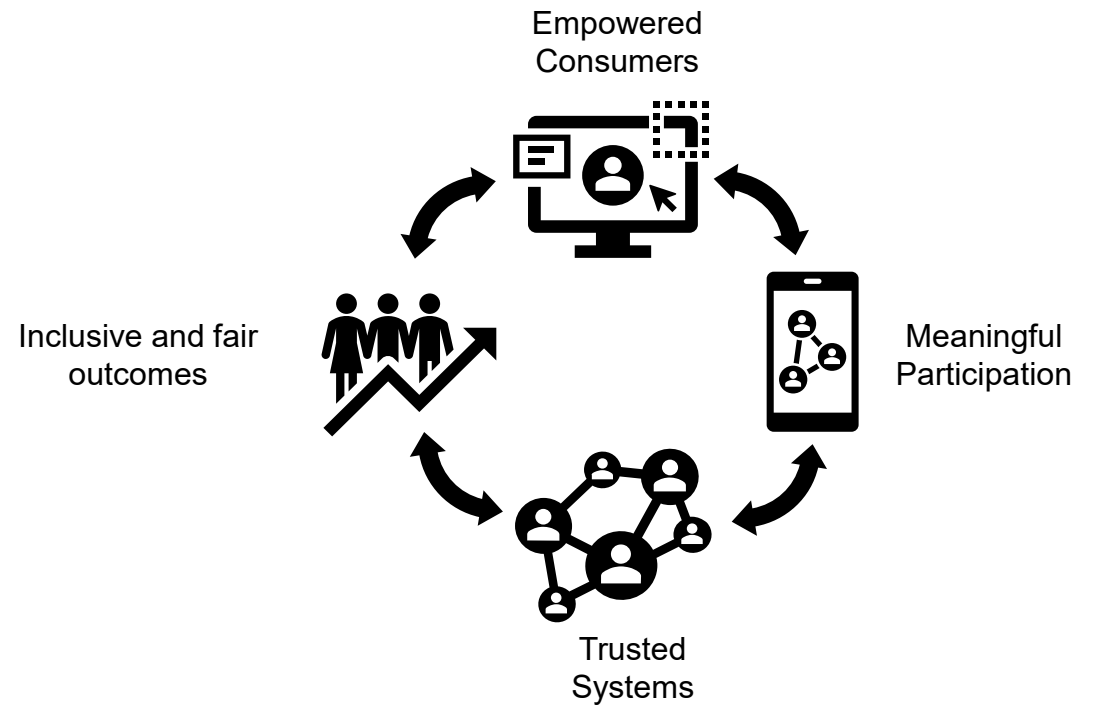 Empowered
Consumers
Inclusive and fair
outcomes
Meaningful
Participation
Trusted
Systems